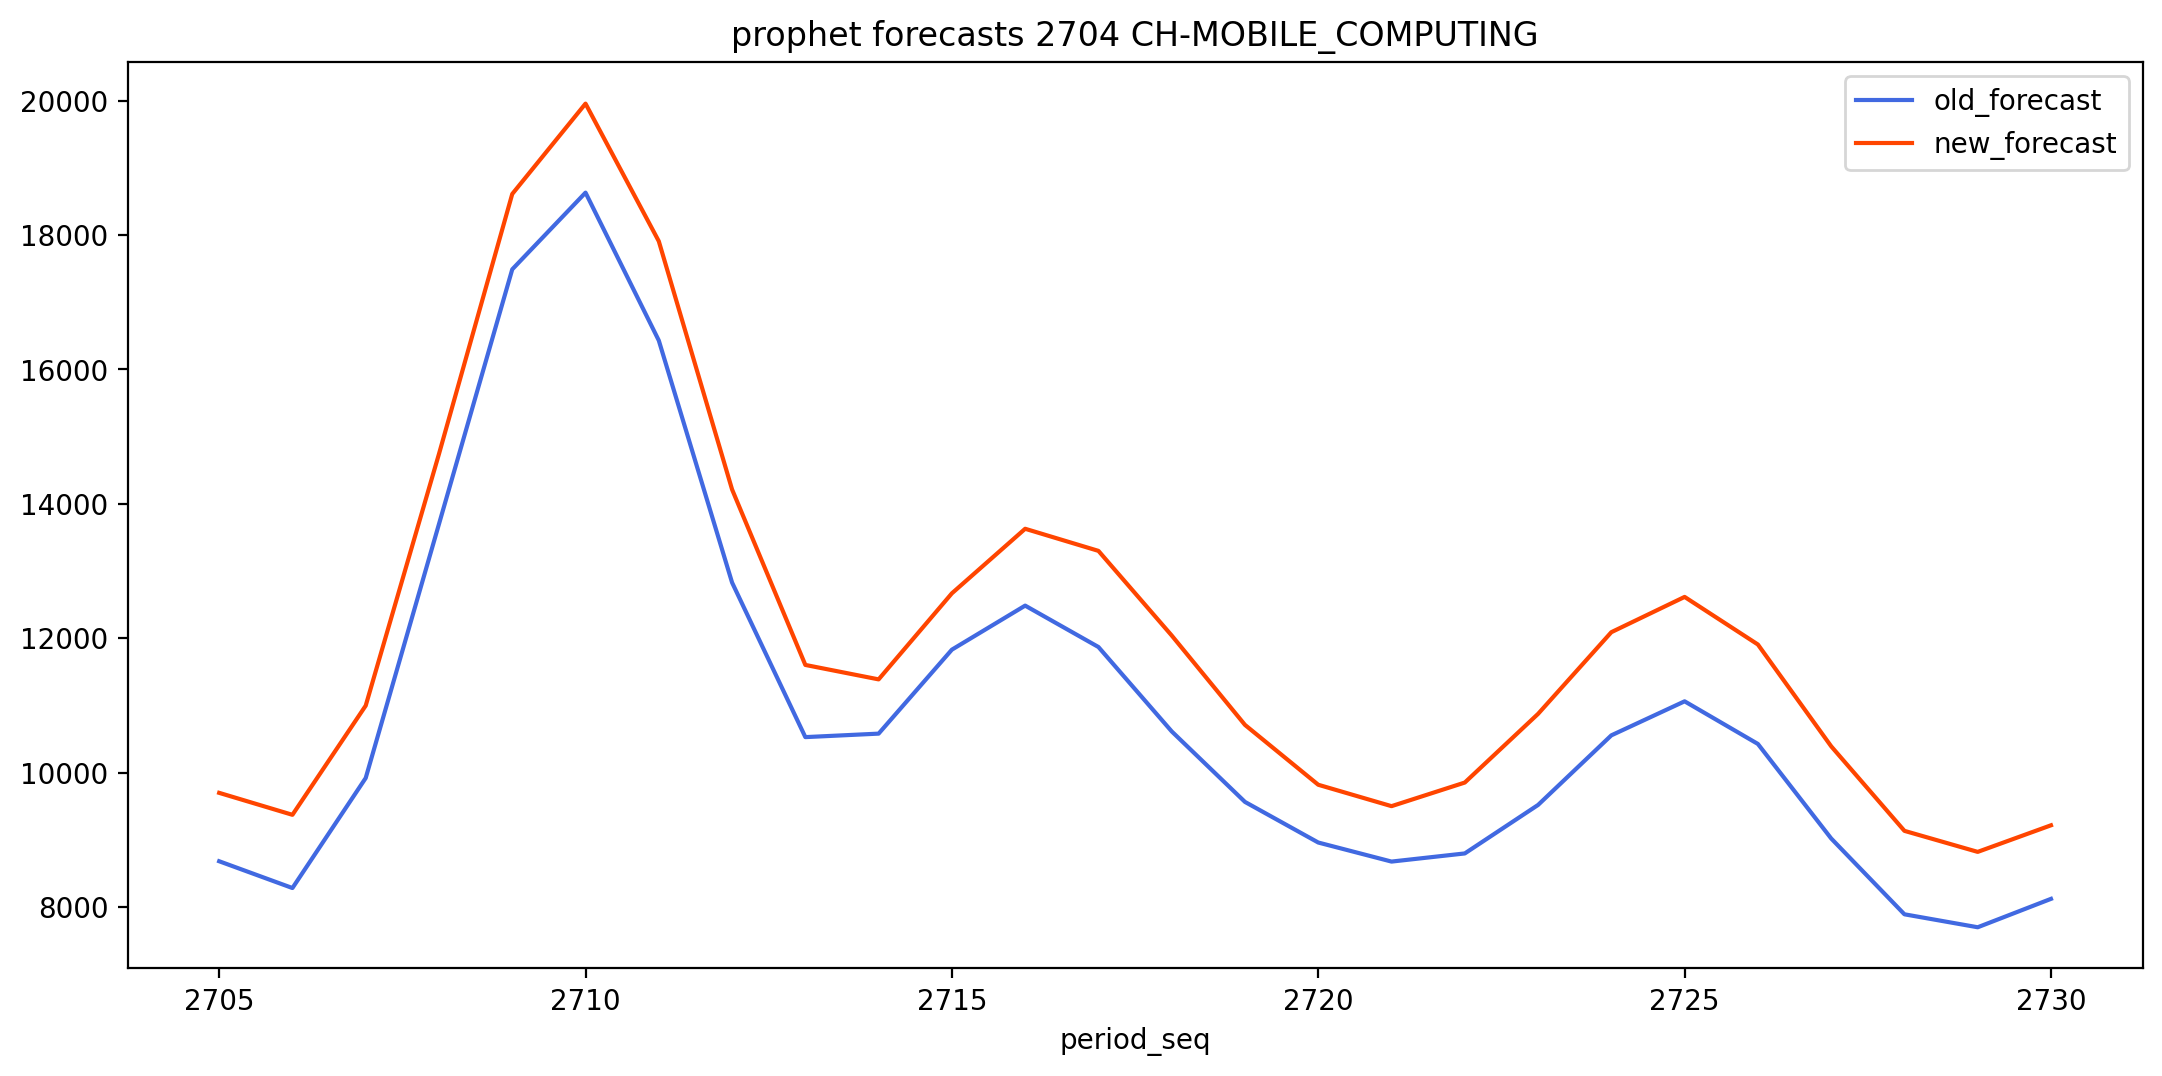 prophet forecasts 2704 CH-MOBILE_COMPUTING
old_forecast
new_forecast
20000
18000
16000
14000
12000
10000
8000
2705 2710 2715 2720 2725 2730
period_seq